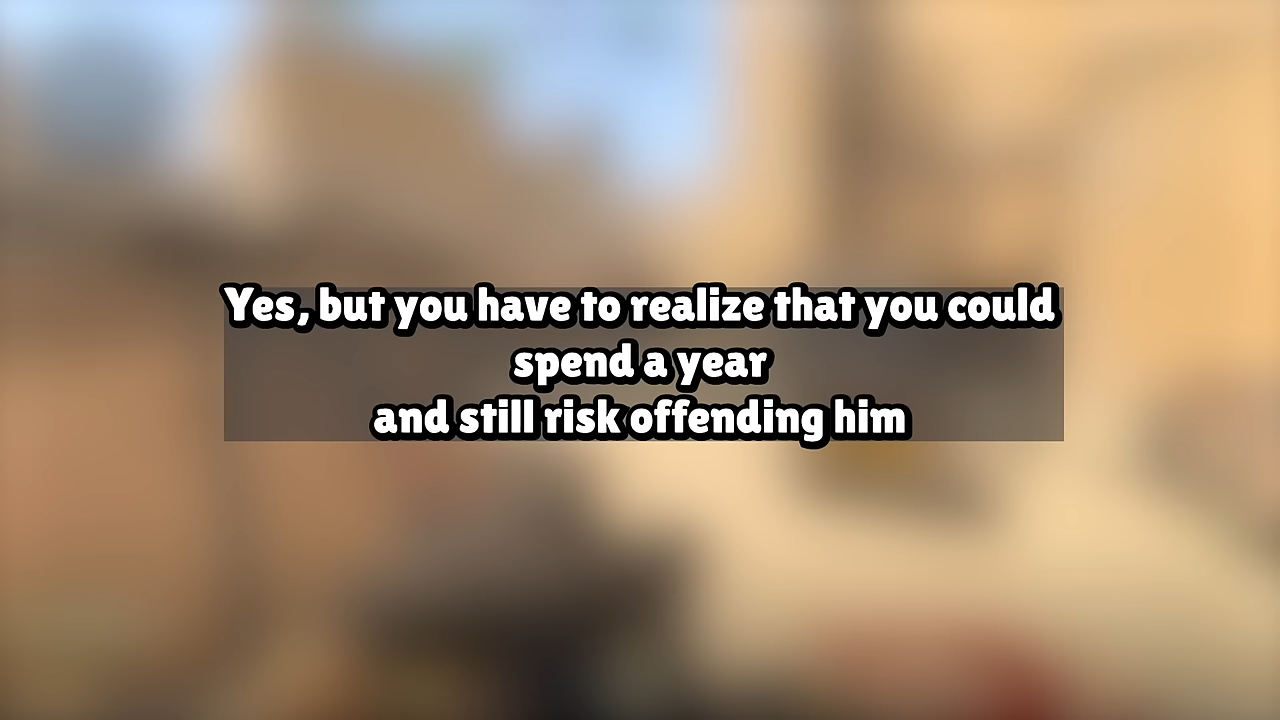 Yes, but you have to realize that you could
spend a year
and still risk offending him